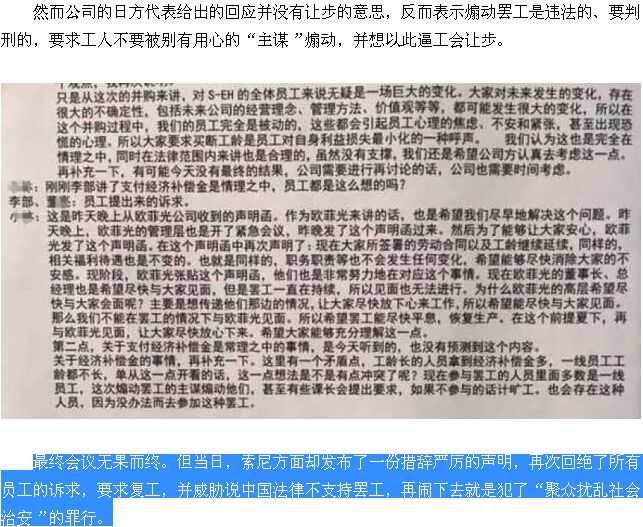 然而公司的日方代表给出的回应并没有让步的意思，反而表示煽动罢工是违法的、要判
刑的，要求工人不要被别有用心的“主谋”煽动，并想以此逼工会让步。
只是从这次的并购来讲，对S-EH的全体员工来说无疑是一场巨大的变化。大家对未来发生的变化，存在
很大的不确定性，包括未来公司的经营理念、管理方法、价值观等等，都可能发生很大的变化，所以在
这个并购过程中，我们的员工完全是被动的，这些都会引起员工心理的焦虑、不安和紧张，甚至出现恐
慌的心理。所以大家要求买断工龄是员工对自身利益损失最小化的一种呼声。 我们认为这也是完全在
情理之中，同时在法律范围内来讲也是合理的，虽然没有支撑，我们还是希望公司方认真去考虑这一点。
再补充一下，有可能今天没有最终的结果，公司需要进行再讨论的话，公司也需要时间考虑。
：刚刚李部讲了支付经济补偿金是情理之中，员工都是这么想的吗？
李部、董：员工提出来的诉求。
小：这是昨天晚上从欧菲光公司收到的声明函。作为欧菲光来讲的话，也是希望我们尽早地解决这个问题。昨
天晚上，欧菲光的管理层也是开了紧急会议，昨晚发了这个声明函过来。然后为了能够让大家安心，欧菲
光发了这个声明函。在这个声明函中再次声明了：现在大家所签署的劳动合同以及工龄继续延续，同样的，
相关福利待遇也是不变的。也就是同样的，职务职责等也不会发生任何变化，希望能够尽快消除大家的不
安感。现阶段，欧菲光张贴这个声明函，他们也是非常努力地在对应这个事情。现在欧菲光的董事长、总
经理也是希望尽快与大家见面，但是罢工一直在持续，所以见面也无法进行。为什么欧菲光的高层希望尽
快与大家会面呢？主要是想传递他们那边的情况，让大家尽快放下心来工作，所以希望能尽快与大家见面。
那么我们不能在罢工的情况下与欧菲光见面。所以希望罢工能尽快平息，恢复生产。在这个前提夏下，再
与欧菲光见面，让大家尽快放心下来。希望大家能够充分理解这一点。
第二点，关于支付经济补偿金是常理之中的事情，是今天听到的，也没有预测到这个内容。
关于经济补偿金的事情，再补充一下。这里有一个矛盾点，工龄长的人员拿到经济补偿金多，一线员工工
龄都不长，单从这一点开看的话，这一点想法是不是有点冲突了呢？现在参与罢工的人员里面多数是一线
员工，这次煽动罢工的主谋煽动他们，甚至有些课长会提出要求，如果不参与的话计旷工。也会存在这种
人员，因为没办法而去参加这种罢工。
最终会议无果而终。但当日，索尼方面却发布了一份措辞严厉的声明，再次回绝了所有
员工的诉求，要求复工，并威胁说中国法律不支持罢工，再闹下去就是犯了“聚众扰乱社会
治安”的罪行。